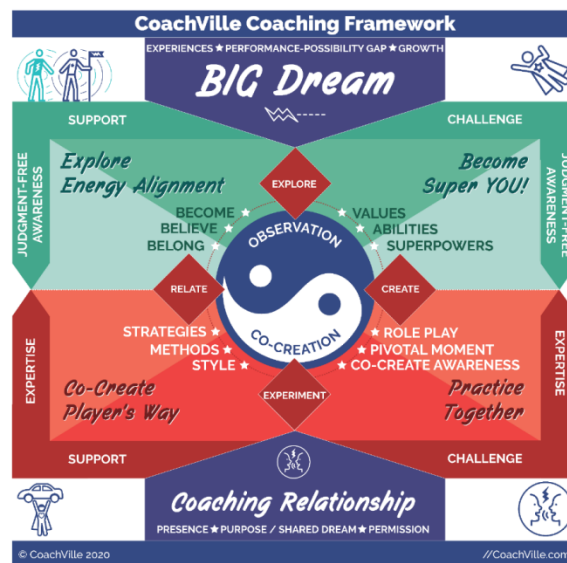 CoachVille Coaching Framework
EXPERIENCES ★ PERFORMANCE-POSSIBILITY GAP ★ GROWTH
BIG Dream
SUPPORT
CHALLENGE
JUDGMENT-FREE
AWARENESS
Explore
Energy Alignment
EXPLORE
Become
Super YOU!
JUDGMENT-FREE
AWARENESS
BECOME ★
BELIEVE ★
BELONG ★
OBSERVATION
★ VALUES
★ ABILITIES
★ SUPERPOWERS
RELATE
CREATE
EXPERTISE
STRATEGIES ★
METHODS ★
STYLE ★
CO-CREATION
★ ROLE PLAY
★ PIVOTAL MOMENT
★ CO-CREATE AWARENESS
EXPERTISE
Co-Create
Player's Way
EXPERIMENT
Practice
Together
SUPPORT
CHALLENGE
Coaching Relationship
PRESENCE ★ PURPOSE / SHARED DREAM ★ PERMISSION
© CoachVille 2020
//CoachVille.com